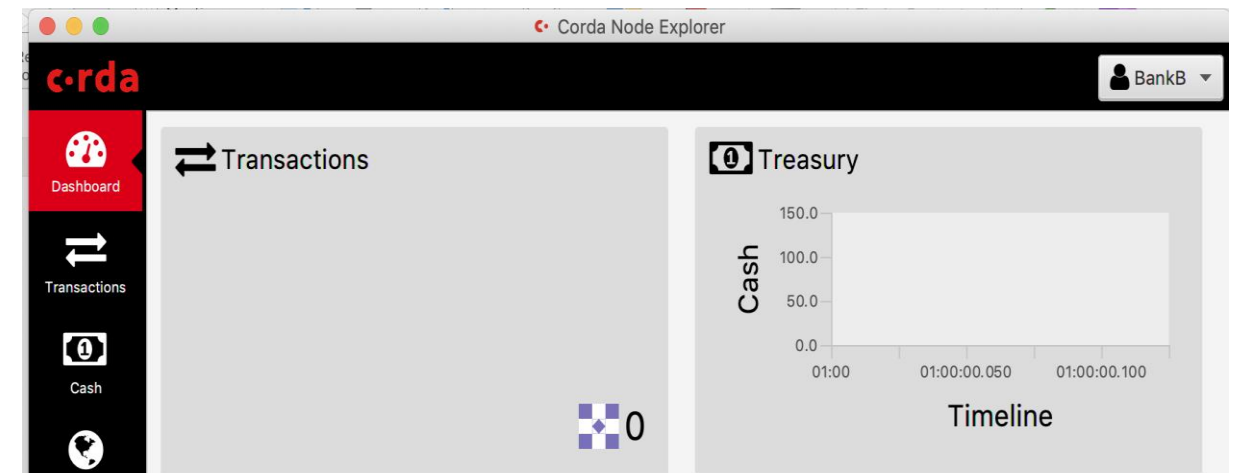 Corda Node Explorer
c·rda
BankB
Dashboard
Transactions
Cash
Transactions
0
Treasury
Cash
150.0
100.0
50.0
0.0
01:00
01:00:00.050
01:00:00.100
Timeline